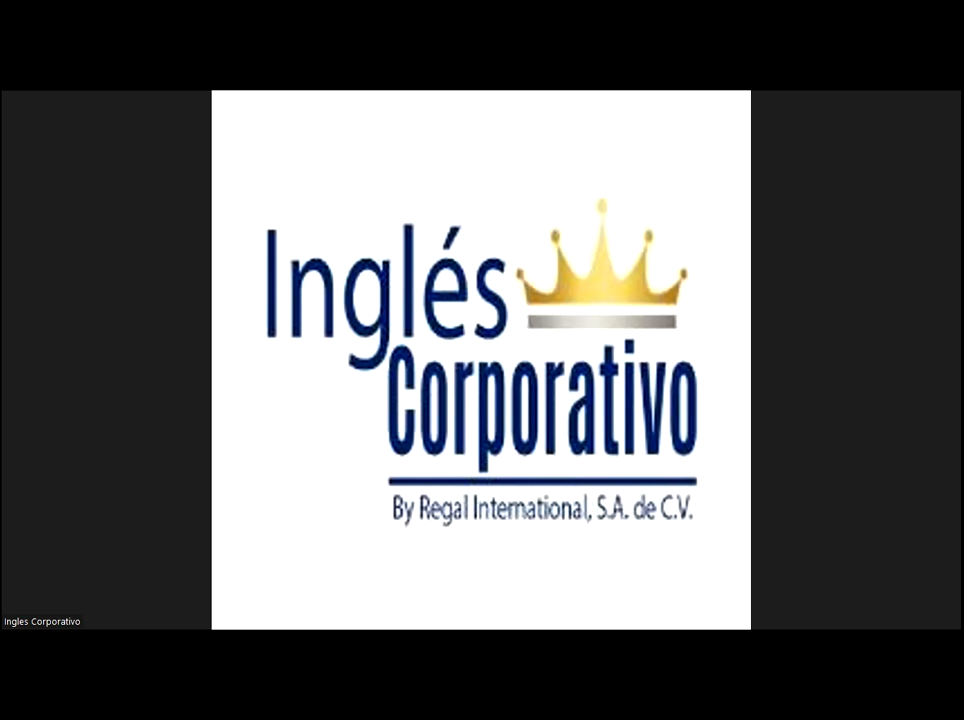 Inglés
Corporativo
By Regal International, S.A. de C.V.
Ingles Corporativo